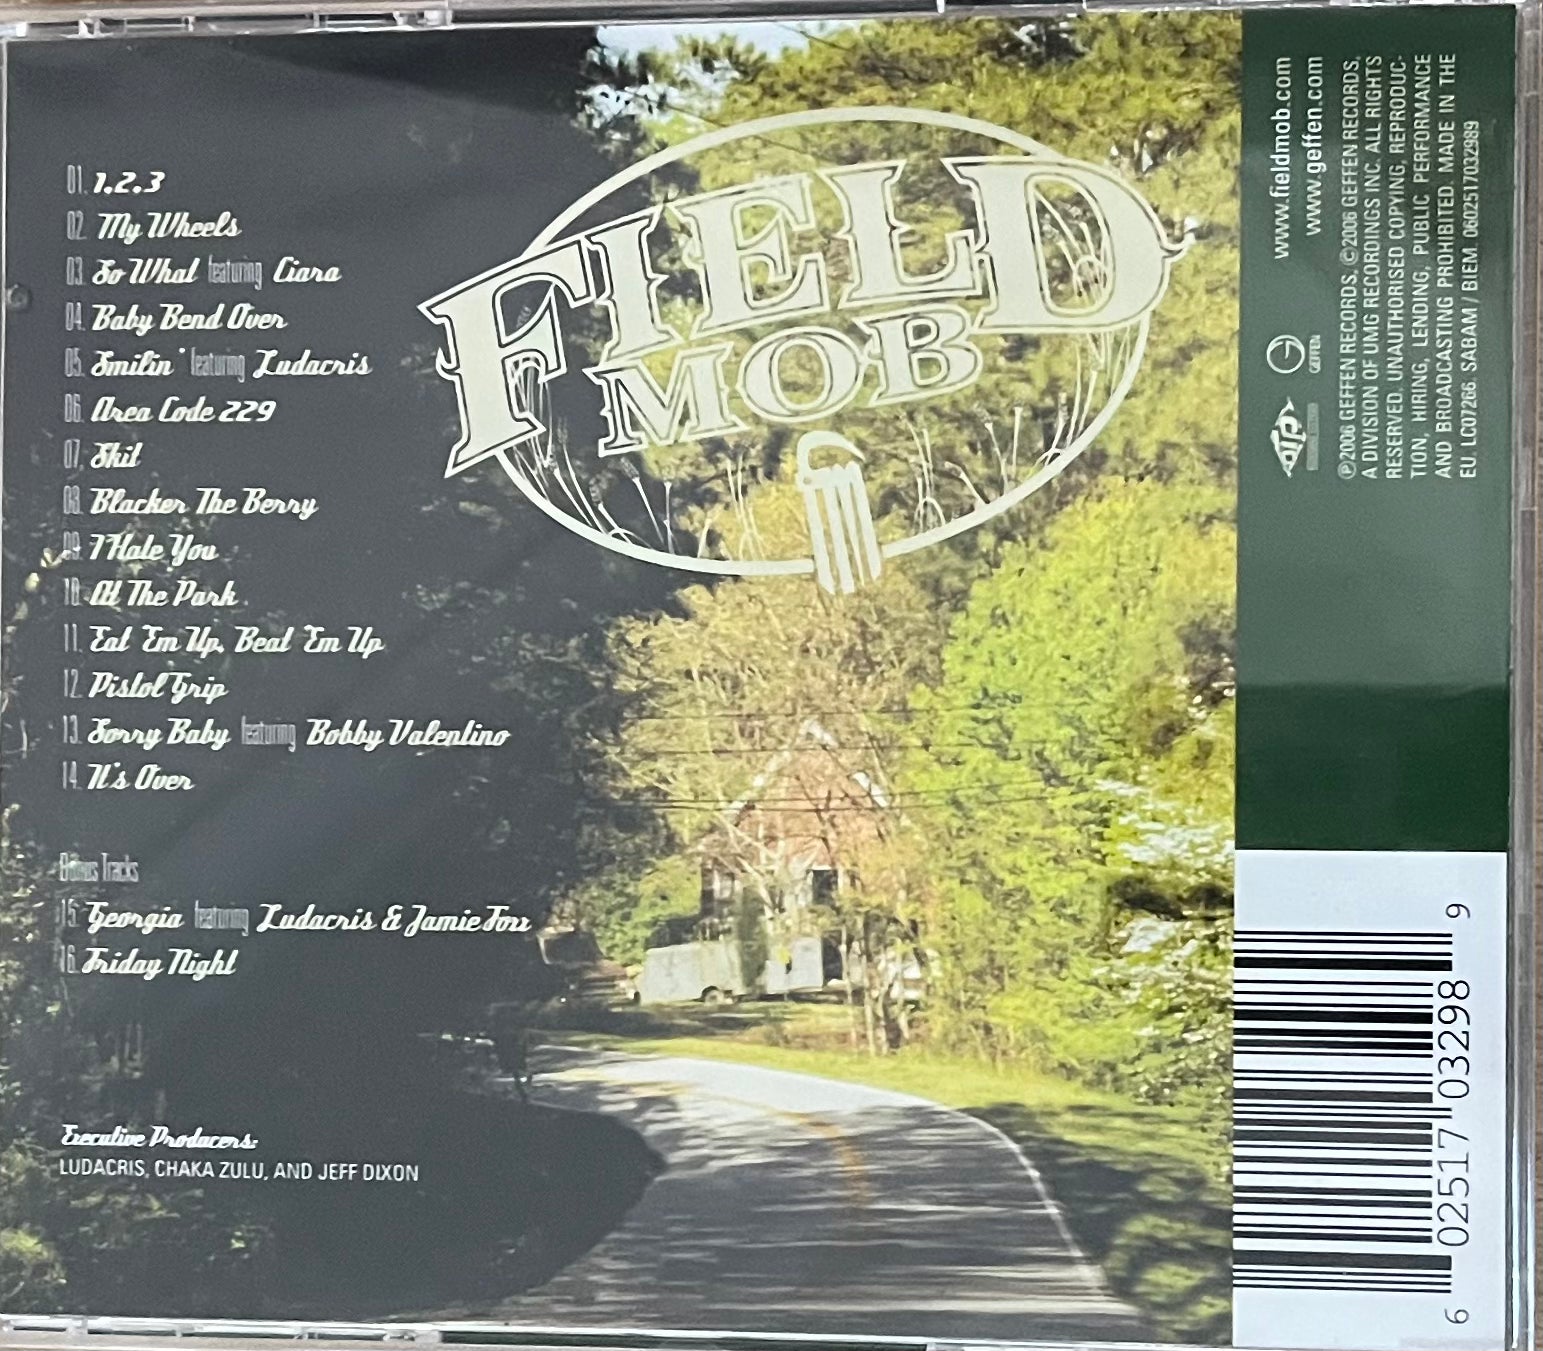 01. 1.2.3
02. My Wheels
03. So What featuring Ciara
04. Baby Bend Over
05. Smilin' featuring Ludacris
06. Area Code 229
07. Skit
08. Blacker The Berry
09. I Hate You
10. At The Park
11. Eat 'Em Up, Beat 'Em Up
12. Pistol Grip
13. Sorry Baby featuring Bobby Valentino
14. It's Over
Bonus Tracks
15. Georgia featuring Ludacris & Jamie Foxx
16. Friday Night
Executive Producers:
LUDACRIS, CHAKA ZULU, AND JEFF DIXON
FIELD
MOB
www.fieldmob.com
www.geffen.com
dtp
GEFFEN
℗2006 GEFFEN RECORDS, ©2006 GEFFEN RECORDS,
A DIVISION OF UMG RECORDINGS INC. ALL RIGHTS
RESERVED. UNAUTHORISED COPYING, REPRODUC-
TION, HIRING, LENDING, PUBLIC PERFORMANCE
AND BROADCASTING PROHIBITED. MADE IN THE
EU. LC07266. SABAM / BIEM. 0602517032989
6 02517 03298 9